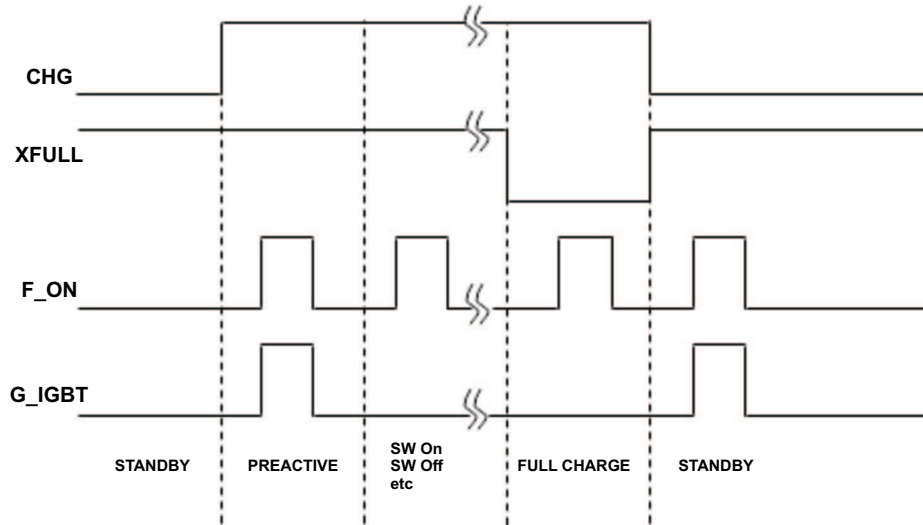 CHG
XFULL
F_ON
G_IGBT
STANDBY
PREACTIVE
SW On
SW Off
etc
FULL CHARGE
STANDBY